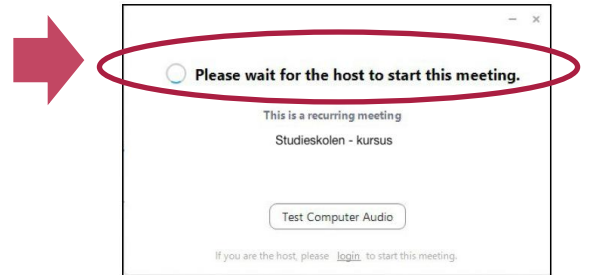 Please wait for the host to start this meeting.
This is a recurring meeting
Studieskolen - kursus
Test Computer Audio
If you are the host, please login to start this meeting.